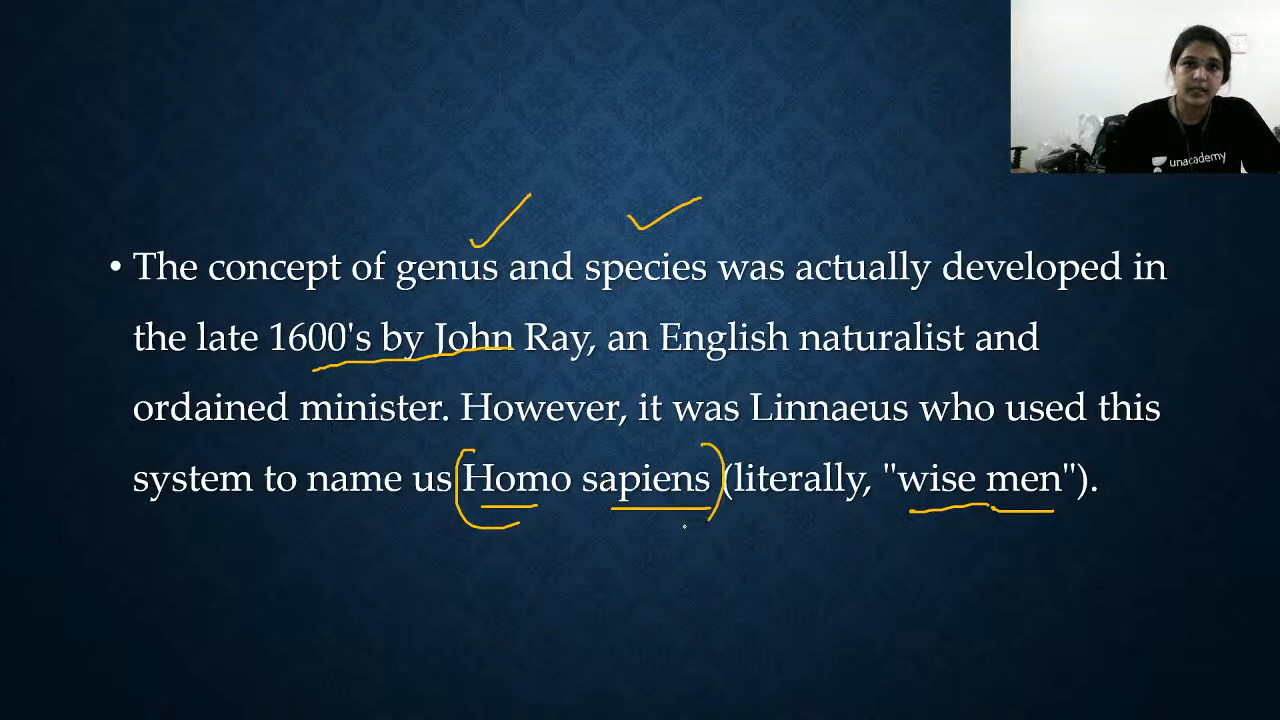 unacademy
• The concept of genus and species was actually developed in
the late 1600's by John Ray, an English naturalist and
ordained minister. However, it was Linnaeus who used this
system to name us Homo sapiens (literally, "wise men").